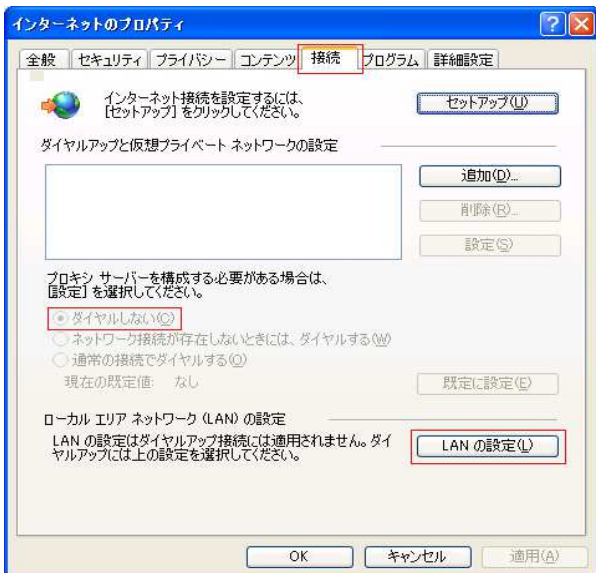 インターネットのプロパティ
全般 セキュリティ プライバシー コンテンツ 接続 プログラム 詳細設定
インターネット接続を設定するには、
[セットアップ] をクリックしてください。
セットアップ(U)
ダイヤルアップと仮想プライベート ネットワークの設定
追加(D)...
削除(R)...
設定(S)
プロキシ サーバーを構成する必要がある場合は、
[設定] を選択してください。
ダイヤルしない(C)
ネットワーク接続が存在しないときには、ダイヤルする(W)
通常の接続でダイヤルする(O)
現在の既定値: なし
既定に設定(E)
ローカル エリア ネットワーク (LAN) の設定
LAN の設定はダイヤルアップ接続には適用されません。ダイ
ヤルアップには上の設定を選択してください。
LAN の設定(L)
OK キャンセル 適用(A)